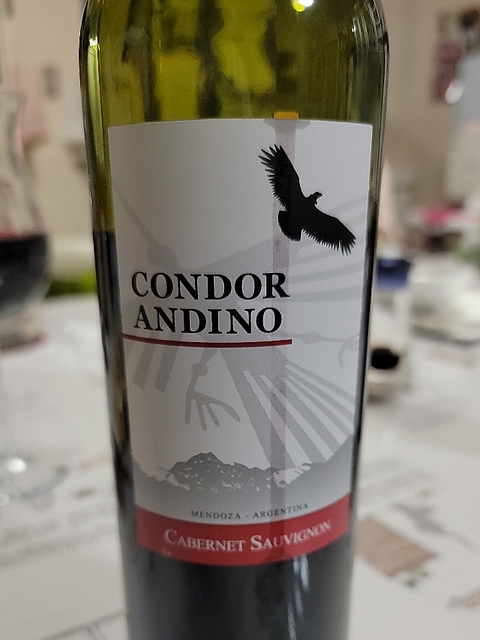 CONDOR
ANDINO
MENDOZA - ARGENTINA
CABERNET SAUVIGNON